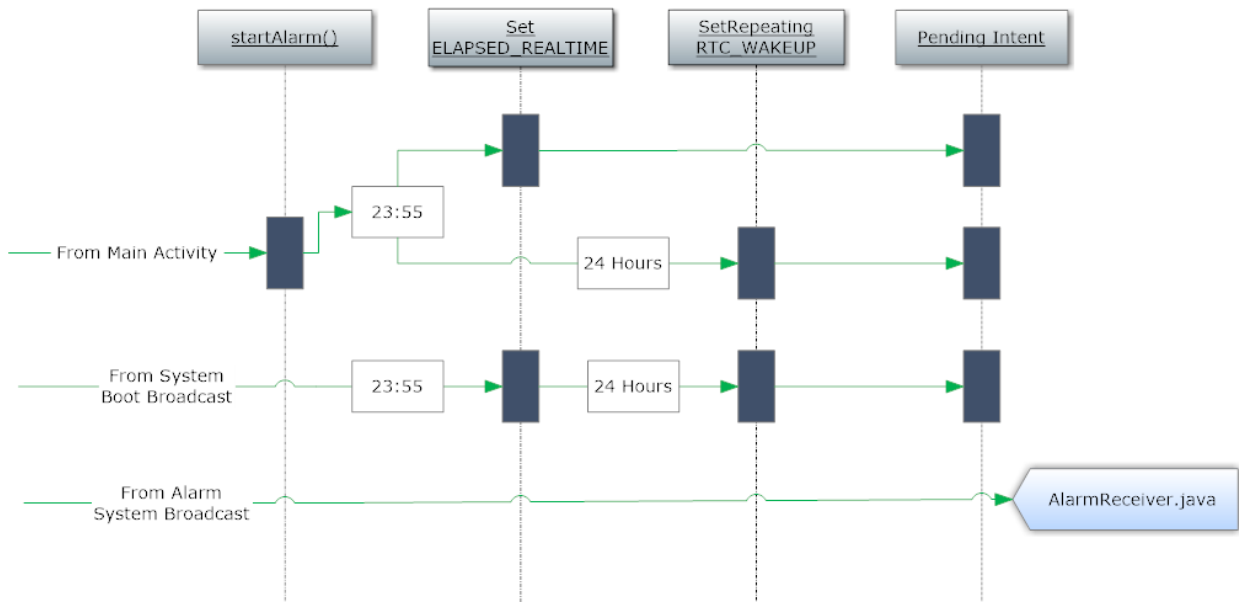 startAlarm()
Set
ELAPSED_REALTIME
SetRepeating
RTC_WAKEUP
Pending Intent
23:55
From Main Activity
24 Hours
From System
Boot Broadcast
23:55
24 Hours
From Alarm
System Broadcast
AlarmReceiver.java